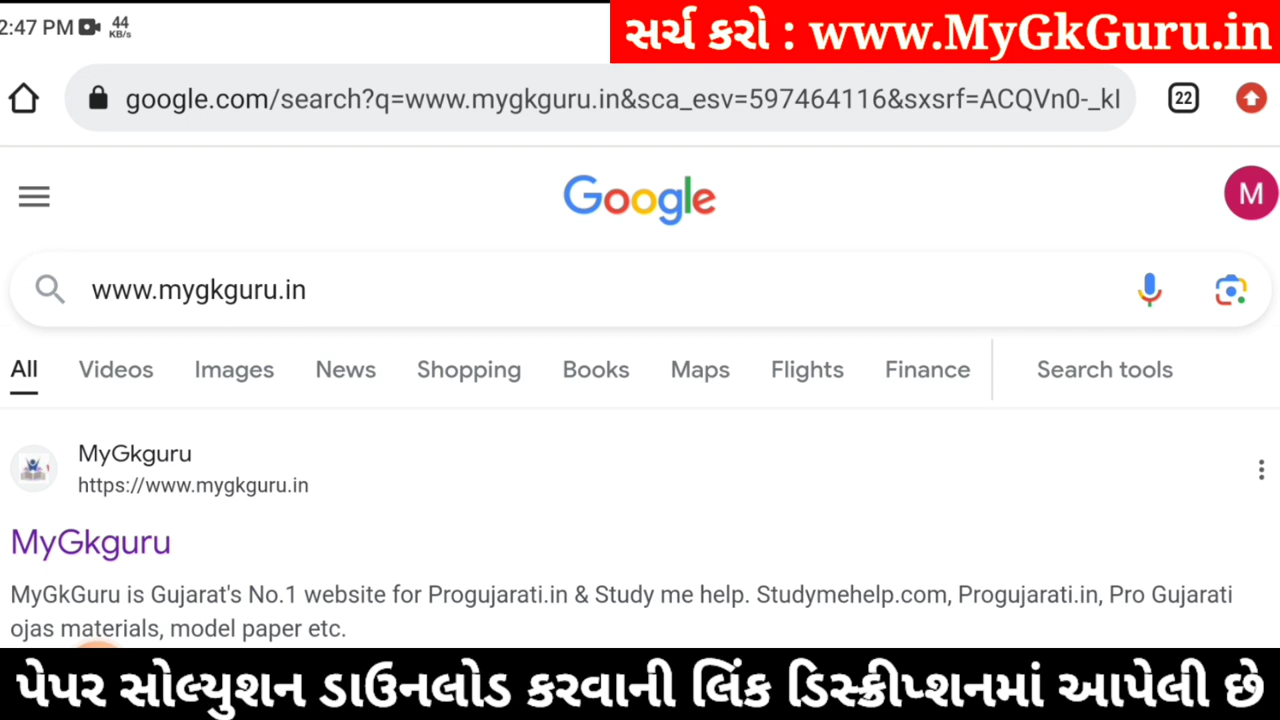 2:47 PM 44 KB/s
સર્ચ કરો : www.MyGkGuru.in
google.com/search?q=www.mygkguru.in&sca_esv=597464116&sxsrf=ACQVn0-_kI
22
Google
M
www.mygkguru.in
All Videos Images News Shopping Books Maps Flights Finance Search tools
MyGkguru
https://www.mygkguru.in
MyGkguru
MyGkGuru is Gujarat's No.1 website for Progujarati.in & Study me help. Studymehelp.com, Progujarati.in, Pro Gujarati
ojas materials, model paper etc.
પેપર સોલ્યુશન ડાઉનલોડ કરવાની લિંક ડિસ્ક્રીપ્શનમાં આપેલી છે